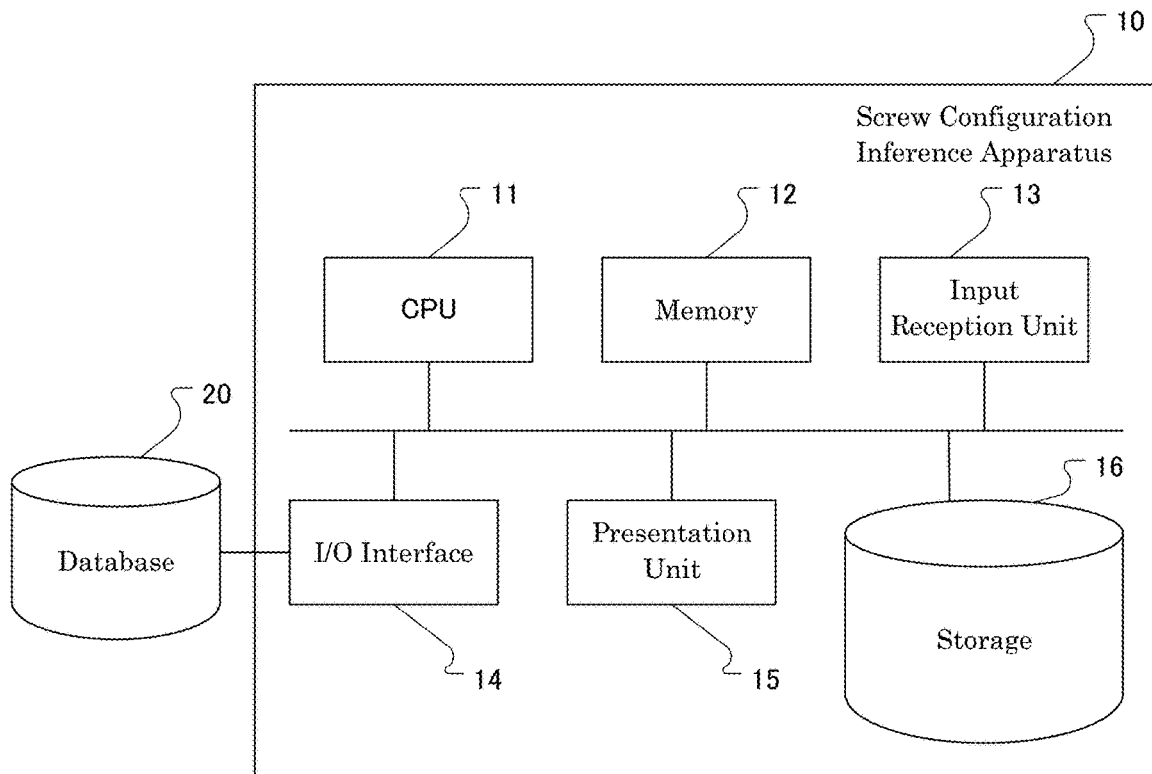 10
Screw Configuration
Inference Apparatus
11
12
13
CPU
Memory
Input
Reception Unit
20
16
Database
I/O Interface
Presentation
Unit
Storage
14
15